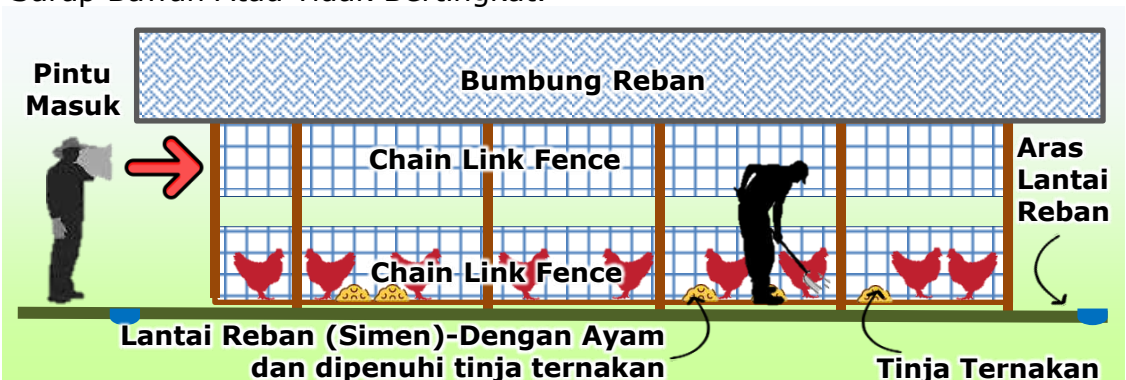 Bumbung Reban
Pintu
Masuk
Chain Link Fence
Aras
Lantai
Reban
Chain Link Fence
Lantai Reban (Simen)-Dengan Ayam
dan dipenuhi tinja ternakan
Tinja Ternakan